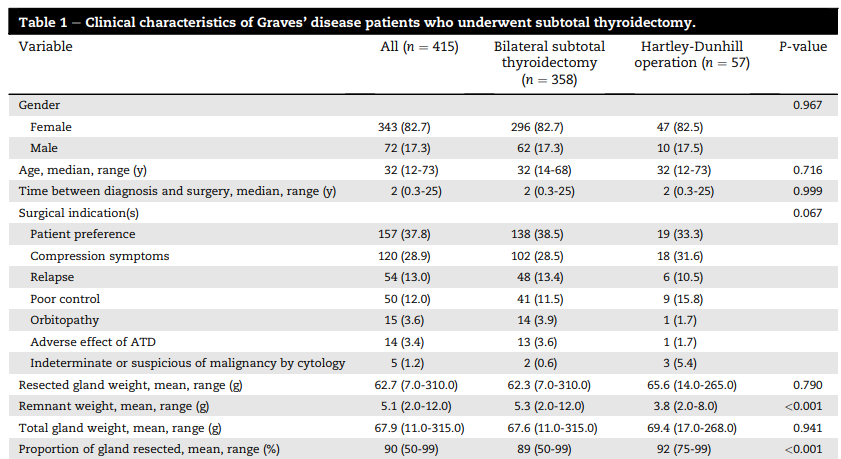 Table 1 – Clinical characteristics of Graves' disease patients who underwent subtotal thyroidectomy.
Variable All (n = 415) Bilateral subtotal thyroidectomy (n = 358) Hartley-Dunhill operation (n = 57) P-value
Gender 0.967
Female 343 (82.7) 296 (82.7) 47 (82.5)
Male 72 (17.3) 62 (17.3) 10 (17.5)
Age, median, range (y) 32 (12-73) 32 (14-68) 32 (12-73) 0.716
Time between diagnosis and surgery, median, range (y) 2 (0.3-25) 2 (0.3-25) 2 (0.3-25) 0.999
Surgical indication(s) 0.067
Patient preference 157 (37.8) 138 (38.5) 19 (33.3)
Compression symptoms 120 (28.9) 102 (28.5) 18 (31.6)
Relapse 54 (13.0) 48 (13.4) 6 (10.5)
Poor control 50 (12.0) 41 (11.5) 9 (15.8)
Orbitopathy 15 (3.6) 14 (3.9) 1 (1.7)
Adverse effect of ATD 14 (3.4) 13 (3.6) 1 (1.7)
Indeterminate or suspicious of malignancy by cytology 5 (1.2) 2 (0.6) 3 (5.4)
Resected gland weight, mean, range (g) 62.7 (7.0-310.0) 62.3 (7.0-310.0) 65.6 (14.0-265.0) 0.790
Remnant weight, mean, range (g) 5.1 (2.0-12.0) 5.3 (2.0-12.0) 3.8 (2.0-8.0) <0.001
Total gland weight, mean, range (g) 67.9 (11.0-315.0) 67.6 (11.0-315.0) 69.4 (17.0-268.0) 0.941
Proportion of gland resected, mean, range (%) 90 (50-99) 89 (50-99) 92 (75-99) <0.001